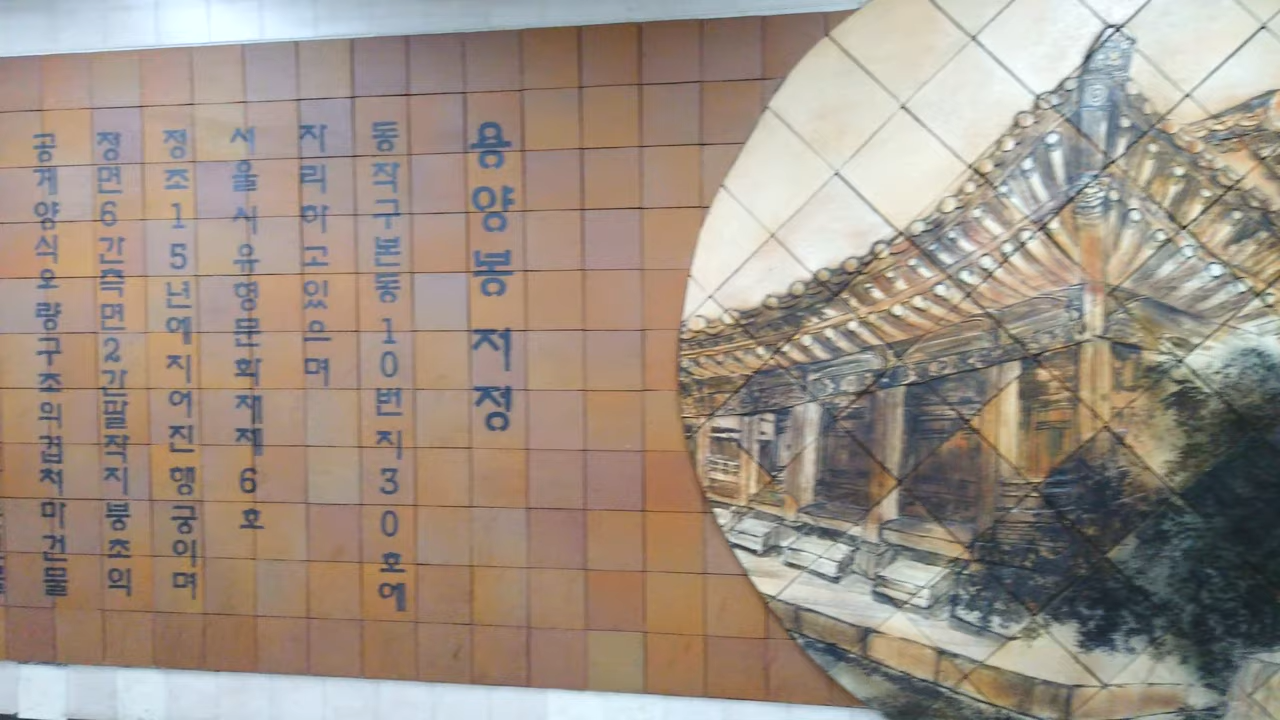 용양봉저정
동작구본동10번지30호에
자리하고있으며
서울시유형문화재제6호
정조15년에지어진행궁이며
정면6간측면2간팔작지붕초익
공계양식오량구조의겹처마건물